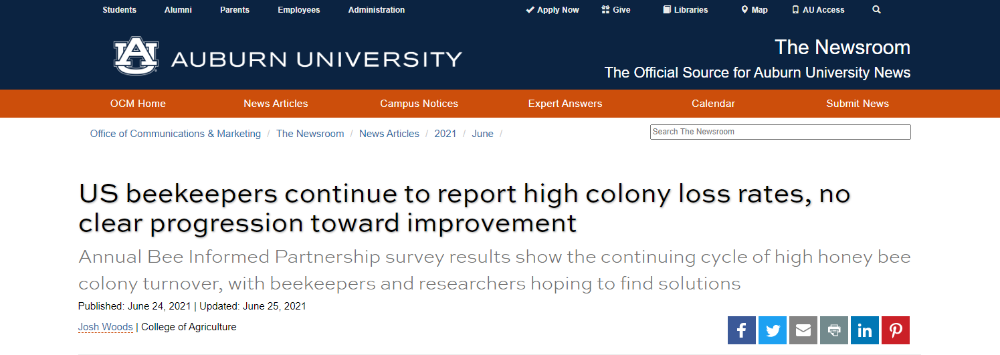 Students Alumni Parents Employees Administration Apply Now Give Libraries Map AU Access
AU
AUBURN UNIVERSITY
The Newsroom
The Official Source for Auburn University News
OCM Home News Articles Campus Notices Expert Answers Calendar Submit News
Office of Communications & Marketing / The Newsroom / News Articles / 2021 / June /
Search The Newsroom
US beekeepers continue to report high colony loss rates, no
clear progression toward improvement
Annual Bee Informed Partnership survey results show the continuing cycle of high honey bee
colony turnover, with beekeepers and researchers hoping to find solutions
Published: June 24, 2021 | Updated: June 25, 2021
Josh Woods | College of Agriculture